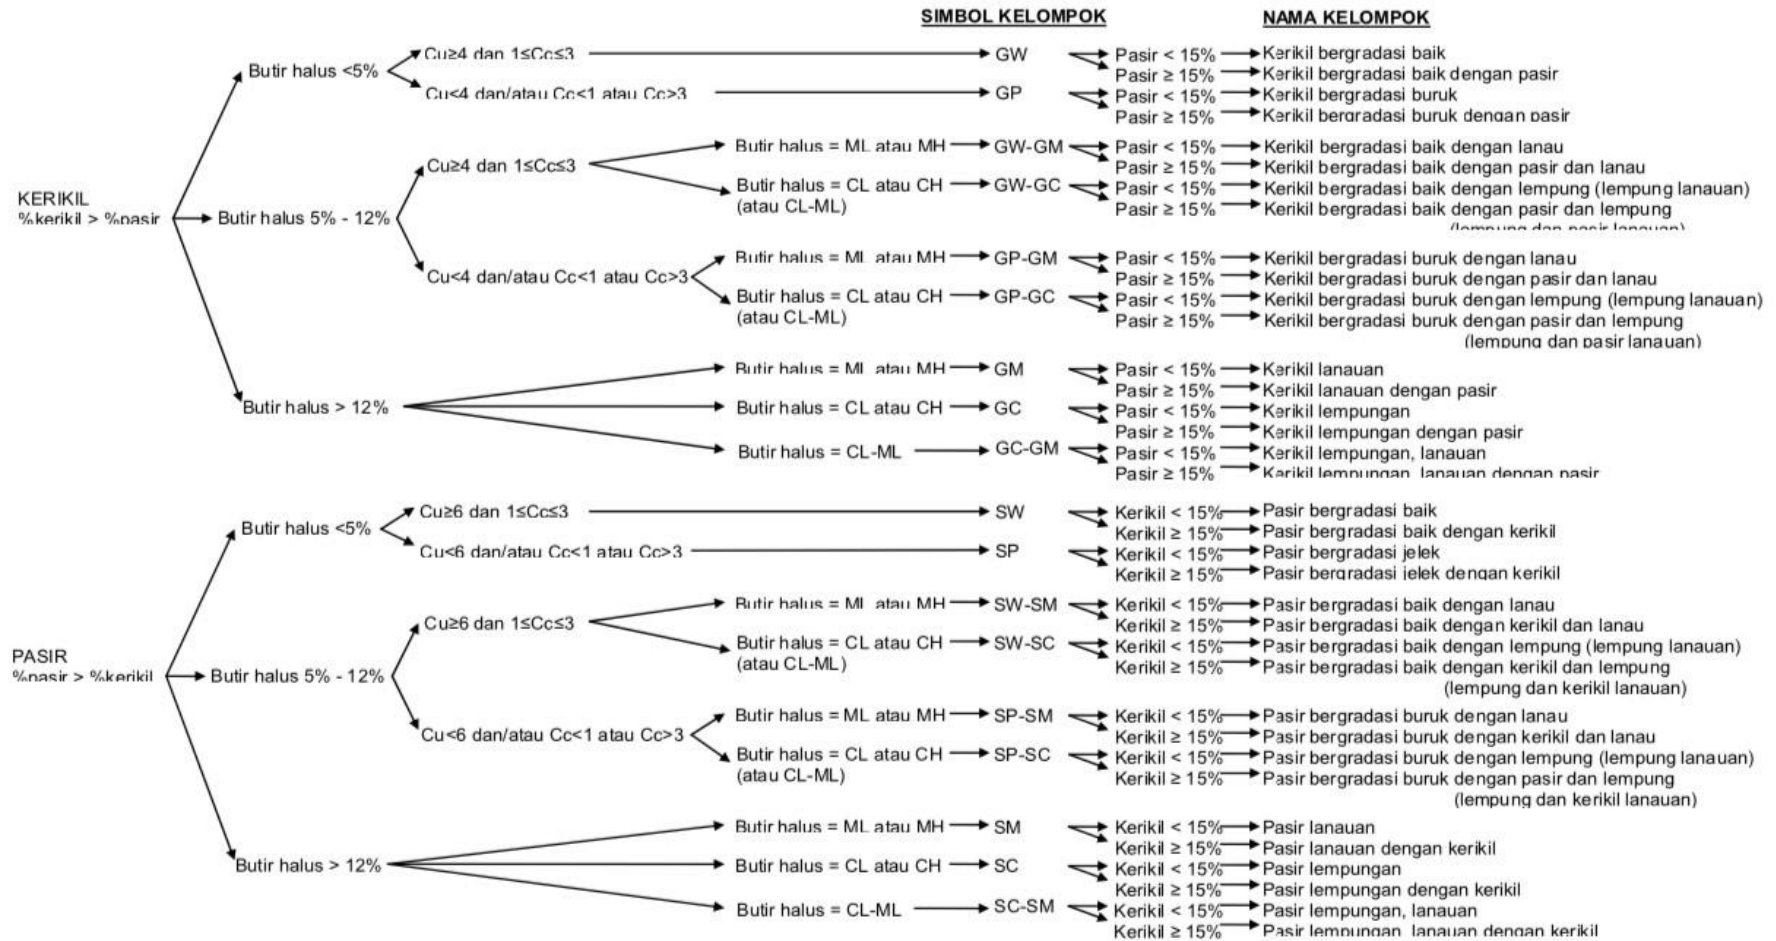 SIMBOL KELOMPOK NAMA KELOMPOK
Cu≥4 dan 1≤Cc≤3 GW Pasir < 15% Kerikil bergradasi baik
Butir halus <5%
Pasir ≥ 15% Kerikil bergradasi baik dengan pasir
Cu<4 dan/atau Cc<1 atau Cc>3 GP Pasir < 15% Kerikil bergradasi buruk
Pasir ≥ 15% Kerikil bergradasi buruk dengan pasir
Butir halus = ML atau MH GW-GM Pasir < 15% Kerikil bergradasi baik dengan lanau
Cu≥4 dan 1≤Cc≤3 Pasir ≥ 15% Kerikil bergradasi baik dengan pasir dan lanau
Butir halus = CL atau CH GW-GC Pasir < 15% Kerikil bergradasi baik dengan lempung (lempung lanauan)
KERIKIL
(atau CL-ML) Pasir ≥ 15% Kerikil bergradasi baik dengan pasir dan lempung
%kerikil > %pasir Butir halus 5% - 12%
(lempung dan pasir lanauan)
Butir halus = ML atau MH GP-GM Pasir < 15% Kerikil bergradasi buruk dengan lanau
Cu<4 dan/atau Cc<1 atau Cc>3 Pasir ≥ 15% Kerikil bergradasi buruk dengan pasir dan lanau
Butir halus = CL atau CH GP-GC Pasir < 15% Kerikil bergradasi buruk dengan lempung (lempung lanauan)
(atau CL-ML) Pasir ≥ 15% Kerikil bergradasi buruk dengan pasir dan lempung
(lempung dan pasir lanauan)
Butir halus = ML atau MH GM Pasir < 15% Kerikil lanauan
Pasir ≥ 15% Kerikil lanauan dengan pasir
Butir halus > 12% Butir halus = CL atau CH GC Pasir < 15% Kerikil lempungan
Pasir ≥ 15% Kerikil lempungan dengan pasir
Butir halus = CL-ML GC-GM Pasir < 15% Kerikil lempungan, lanauan
Pasir ≥ 15% Kerikil lempungan, lanauan dengan pasir
Cu≥6 dan 1≤Cc≤3 SW Kerikil < 15% Pasir bergradasi baik
Butir halus <5% Kerikil ≥ 15% Pasir bergradasi baik dengan kerikil
Cu<6 dan/atau Cc<1 atau Cc>3 SP Kerikil < 15% Pasir bergradasi jelek
Kerikil ≥ 15% Pasir bergradasi jelek dengan kerikil
Butir halus = ML atau MH SW-SM Kerikil < 15% Pasir bergradasi baik dengan lanau
Cu≥6 dan 1≤Cc≤3 Kerikil ≥ 15% Pasir bergradasi baik dengan kerikil dan lanau
Butir halus = CL atau CH SW-SC Kerikil < 15% Pasir bergradasi baik dengan lempung (lempung lanauan)
PASIR
(atau CL-ML) Kerikil ≥ 15% Pasir bergradasi baik dengan kerikil dan lempung
%pasir > %kerikil Butir halus 5% - 12%
(lempung dan kerikil lanauan)
Butir halus = ML atau MH SP-SM Kerikil < 15% Pasir bergradasi buruk dengan lanau
Cu<6 dan/atau Cc<1 atau Cc>3 Kerikil ≥ 15% Pasir bergradasi buruk dengan kerikil dan lanau
Butir halus = CL atau CH SP-SC Kerikil < 15% Pasir bergradasi buruk dengan lempung (lempung lanauan)
(atau CL-ML) Kerikil ≥ 15% Pasir bergradasi buruk dengan pasir dan lempung
(lempung dan kerikil lanauan)
Butir halus = ML atau MH SM Kerikil < 15% Pasir lanauan
Kerikil ≥ 15% Pasir lanauan dengan kerikil
Butir halus > 12% Butir halus = CL atau CH SC Kerikil < 15% Pasir lempungan
Kerikil ≥ 15% Pasir lempungan dengan kerikil
Butir halus = CL-ML SC-SM Kerikil < 15% Pasir lempungan, lanauan
Kerikil ≥ 15% Pasir lempungan, lanauan dengan kerikil